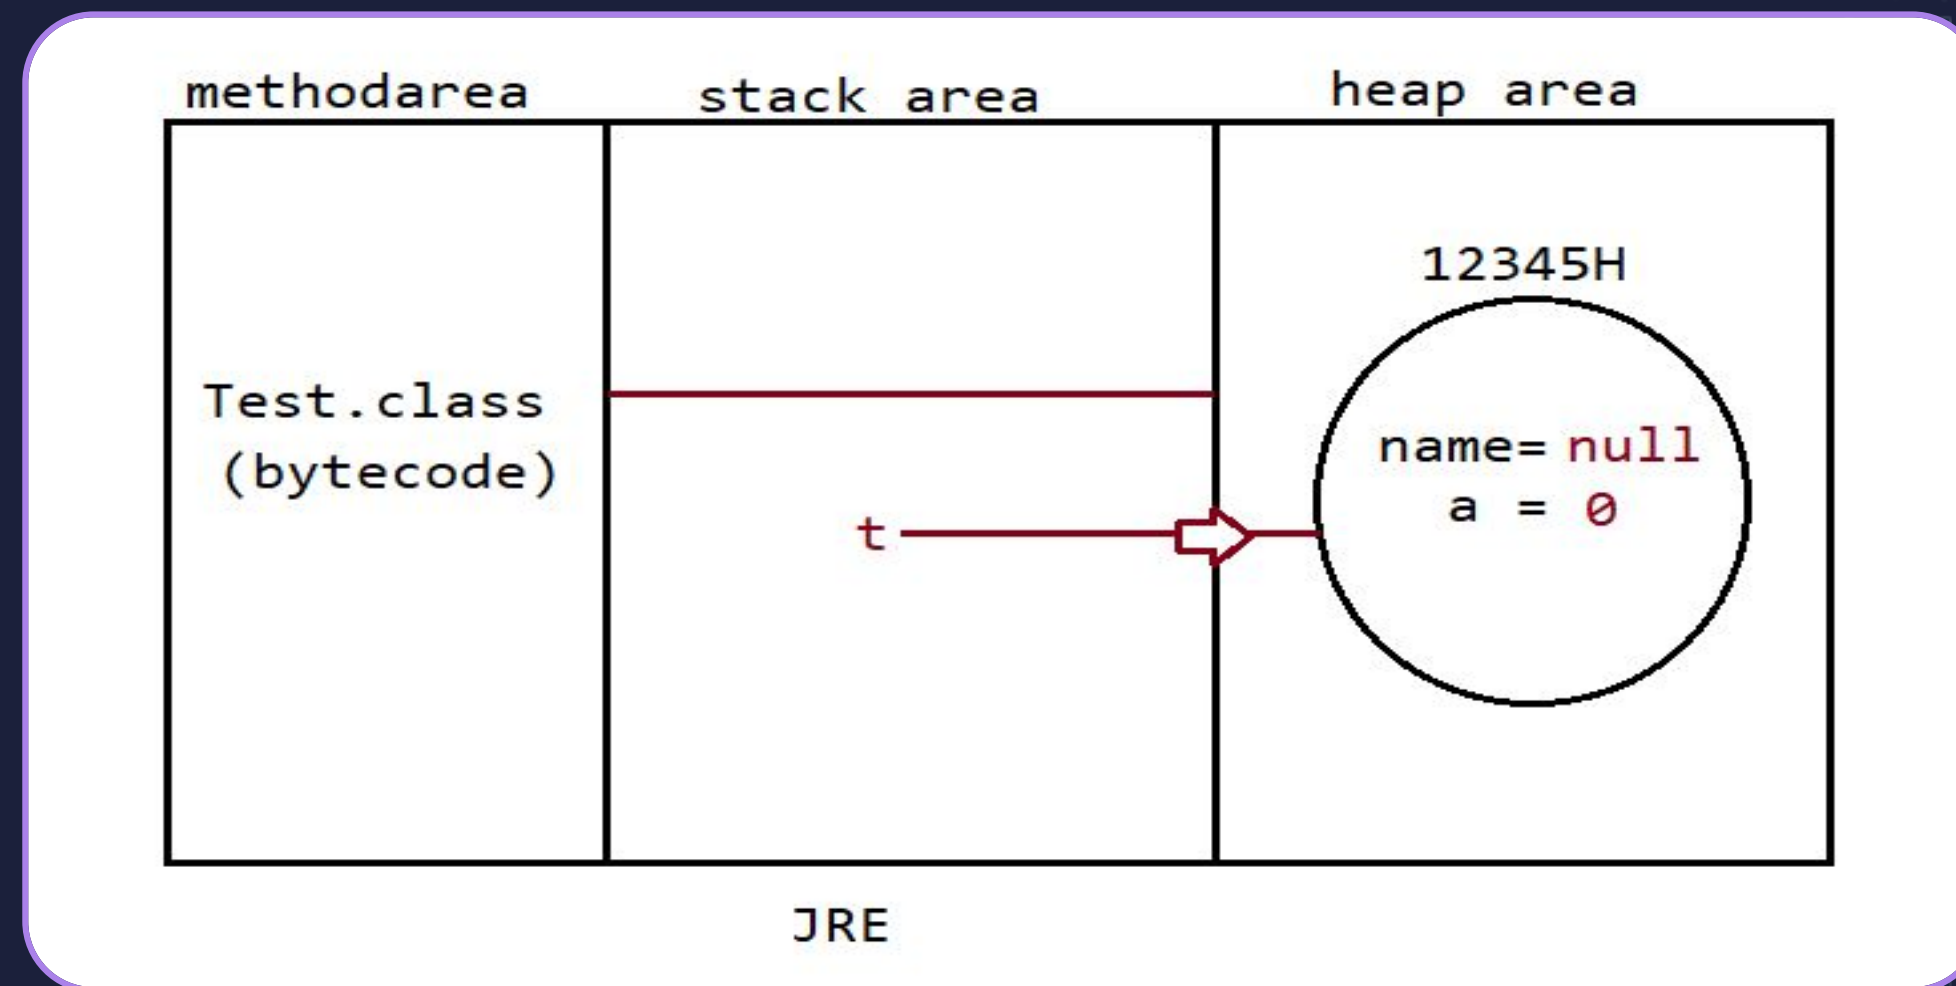 methodarea
stack area
heap area
Test.class
(bytecode)
t
12345H
name= null
a = 0
JRE